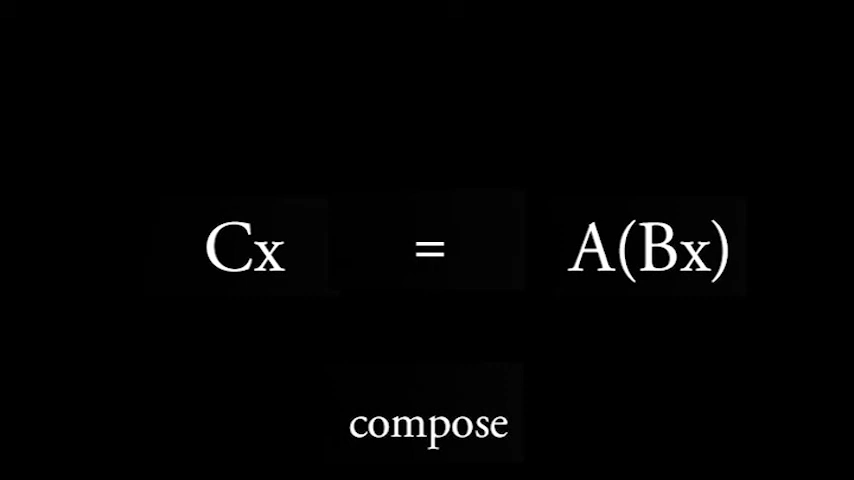 Cx = A(Bx)
compose